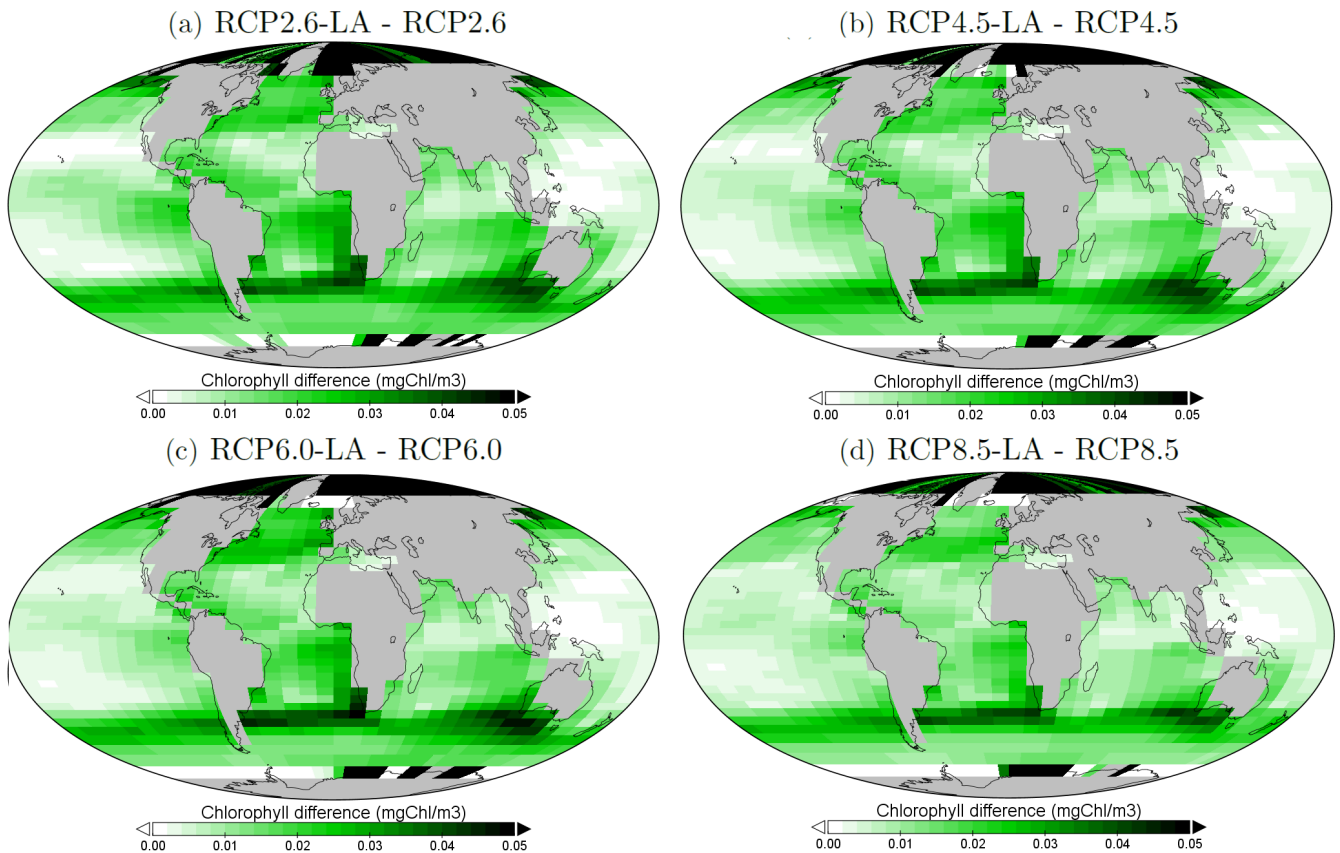 (a) RCP2.6-LA - RCP2.6
(b) RCP4.5-LA - RCP4.5
Chlorophyll difference (mgChl/m3)
0.00 0.01 0.02 0.03 0.04 0.05
Chlorophyll difference (mgChl/m3)
0.00 0.01 0.02 0.03 0.04 0.05
(c) RCP6.0-LA - RCP6.0
(d) RCP8.5-LA - RCP8.5
Chlorophyll difference (mgChl/m3)
0.00 0.01 0.02 0.03 0.04 0.05
Chlorophyll difference (mgChl/m3)
0.00 0.01 0.02 0.03 0.04 0.05